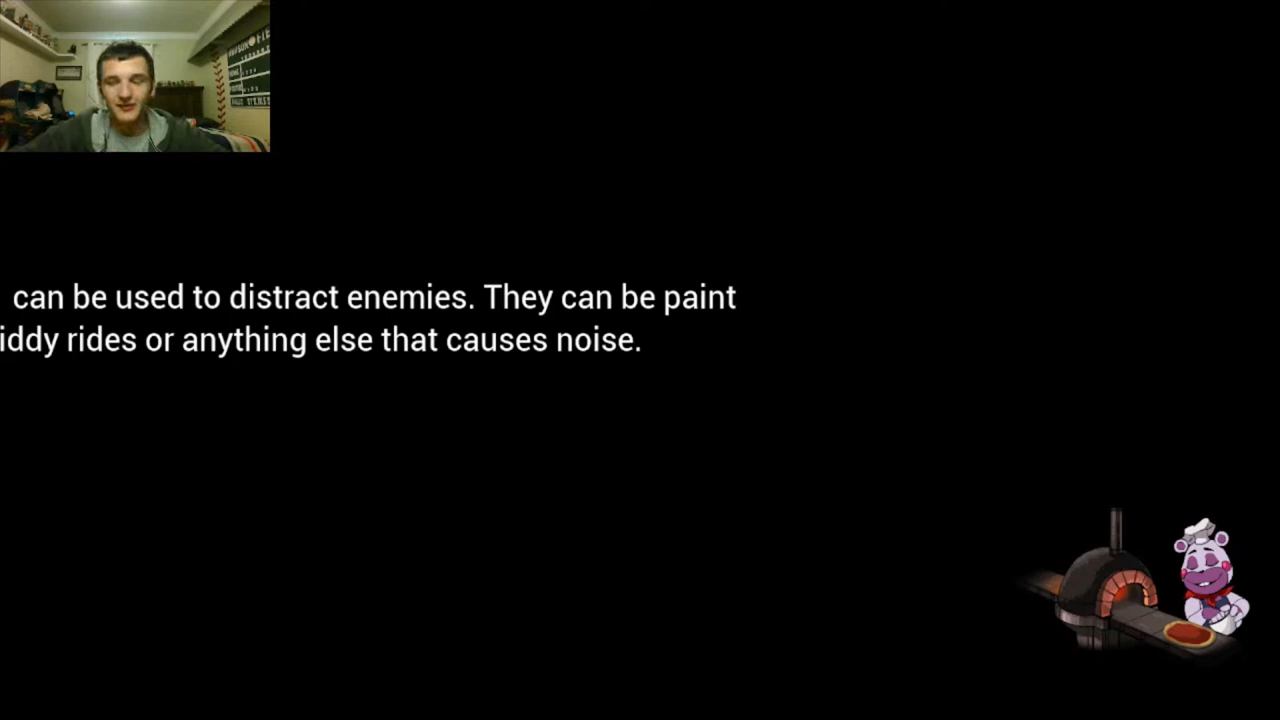 can be used to distract enemies. They can be paint
iddy rides or anything else that causes noise.